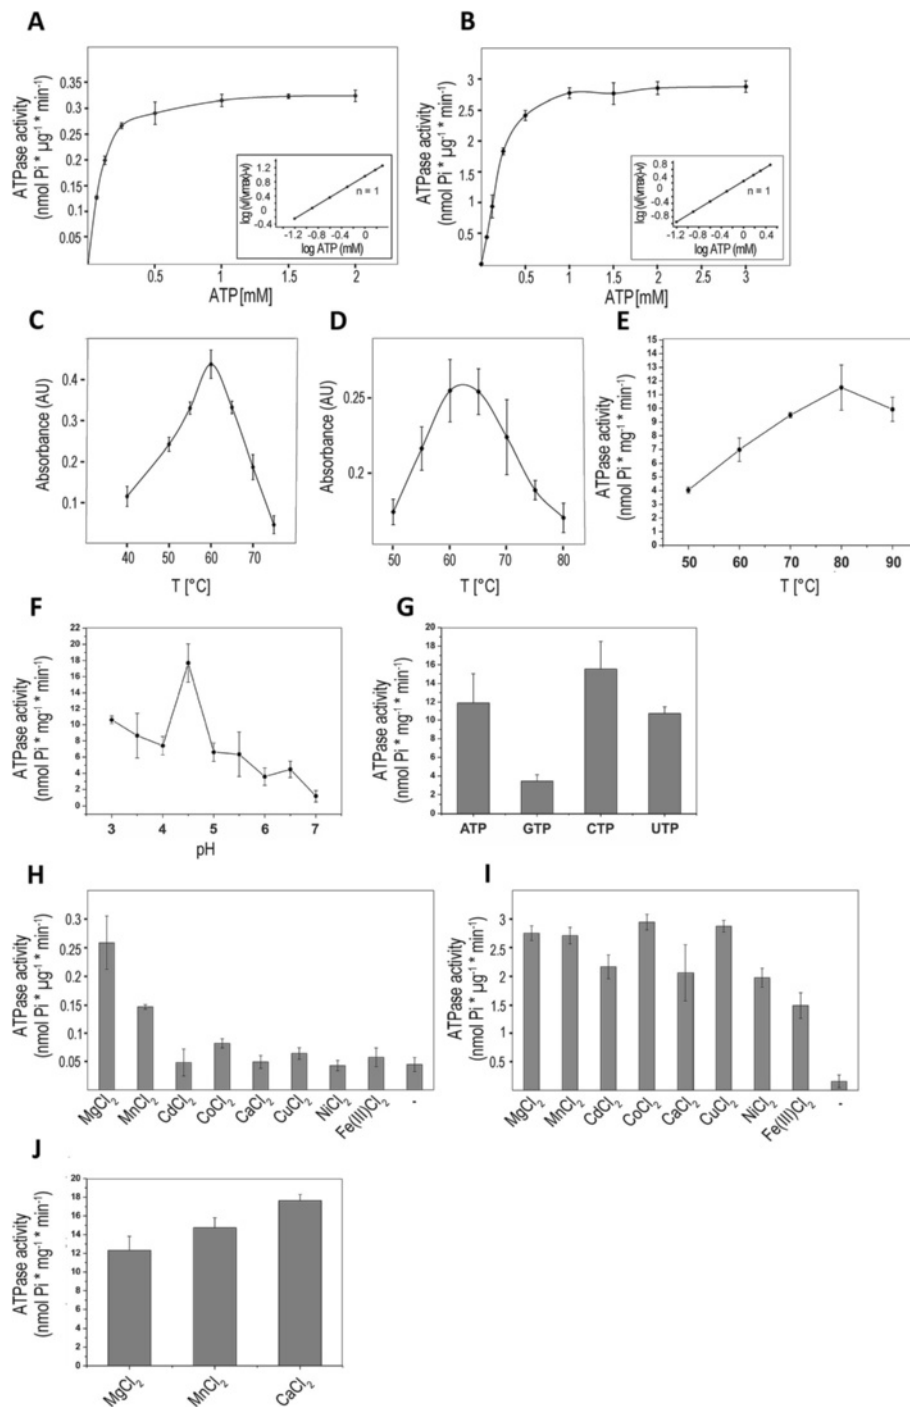 A
ATPase activity
(nmol Pi * µg⁻¹ * min⁻¹)
0.35
0.3
0.25
0.2
0.15
0.1
0.05
0.5
1
1.5
2
ATP[mM]
log (v/(vmax)-v)
1.2
0.8
0.4
0
-0.4
n = 1
-1.2 -0.8 -0.4 0
log ATP (mM)
B
ATPase activity
(nmol Pi * µg⁻¹ * min⁻¹)
3
2.5
2
1.5
1
0.5
0.5
1
1.5
2
2.5
3
ATP[mM]
log (v/(vmax)-v)
0.8
0.4
0
-0.4
-0.8
n = 1
-1.2 -0.8 -0.4 0 0.4
log ATP (mM)
C
Absorbance (AU)
0.4
0.3
0.2
0.1
40 50 60 70
T [°C]
D
Absorbance (AU)
0.25
0.2
50 60 70 80
T [°C]
E
ATPase activity
(nmol Pi * mg⁻¹ * min⁻¹)
15
14
13
12
11
10
9
8
7
6
5
4
3
2
1
0
50 60 70 80 90
T [°C]
F
ATPase activity
(nmol Pi * mg⁻¹ * min⁻¹)
22
20
18
16
14
12
10
8
6
4
2
0
3 4 5 6 7
pH
G
ATPase activity
(nmol Pi * mg⁻¹ * min⁻¹)
20
18
16
14
12
10
8
6
4
2
0
ATP GTP CTP UTP
H
ATPase activity
(nmol Pi * µg⁻¹ * min⁻¹)
0.3
0.25
0.2
0.15
0.1
0.05
MgCl₂ MnCl₂ CdCl₂ CoCl₂ CaCl₂ CuCl₂ NiCl₂ Fe(III)Cl₂ -
I
ATPase activity
(nmol Pi * µg⁻¹ * min⁻¹)
3
2.5
2
1.5
1
0.5
MgCl₂ MnCl₂ CdCl₂ CoCl₂ CaCl₂ CuCl₂ NiCl₂ Fe(III)Cl₂ -
J
ATPase activity
(nmol Pi * mg⁻¹ * min⁻¹)
20
18
16
14
12
10
8
6
4
2
0
MgCl₂ MnCl₂ CaCl₂